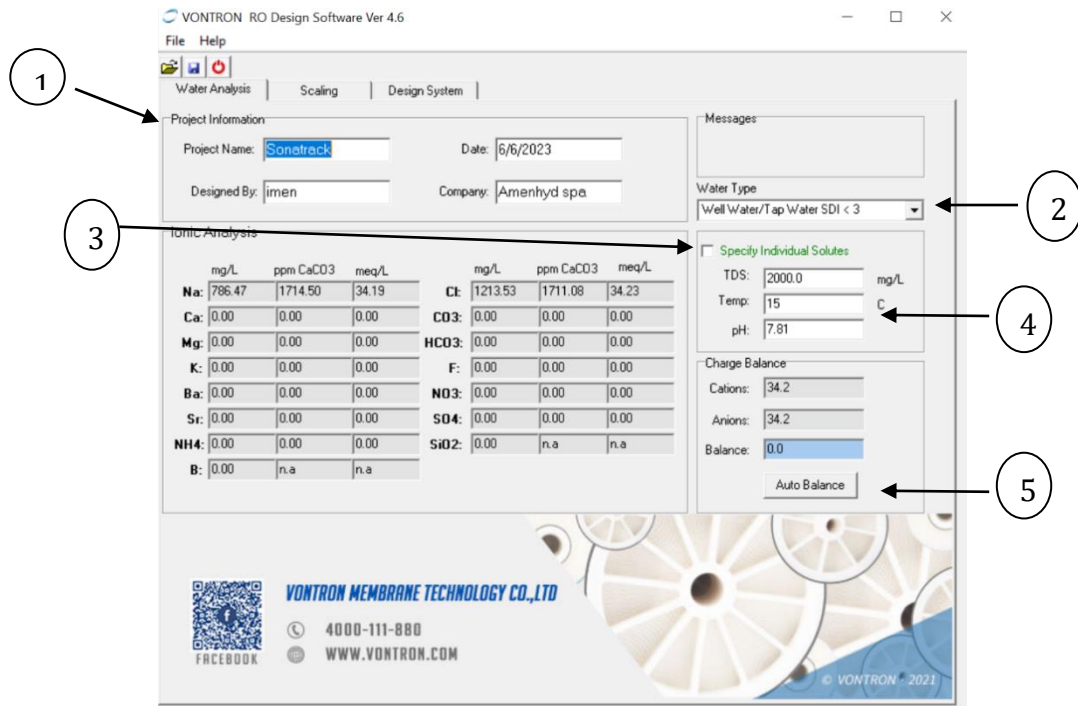 VONTRON RO Design Software Ver 4.6
File Help
Water Analysis Scaling Design System
1
Project Information
Project Name: Sonatrack Date: 6/6/2023
Designed By: imen Company: Amenhyd spa
Messages
Water Type
Well Water/Tap Water SDI < 3
2
3
Ionic Analysis
mg/L ppm CaCO3 meq/L mg/L ppm CaCO3 meq/L
Na: 786.47 1714.50 34.19 Cl: 1213.53 1711.08 34.23
Ca: 0.00 0.00 0.00 CO3: 0.00 0.00 0.00
Mg: 0.00 0.00 0.00 HCO3: 0.00 0.00 0.00
K: 0.00 0.00 0.00 F: 0.00 0.00 0.00
Ba: 0.00 0.00 0.00 NO3: 0.00 0.00 0.00
Sr: 0.00 0.00 0.00 SO4: 0.00 0.00 0.00
NH4: 0.00 0.00 0.00 SiO2: 0.00 n.a n.a
B: 0.00 n.a n.a
Specify Individual Solutes
TDS: 2000.0 mg/L
Temp: 15 C
pH: 7.81
4
Charge Balance
Cations: 34.2
Anions: 34.2
Balance: 0.0
Auto Balance
5
VONTRON MEMBRANE TECHNOLOGY CO.,LTD
4000-111-880
WWW.VONTRON.COM
FACEBOOK
© VONTRON 2021